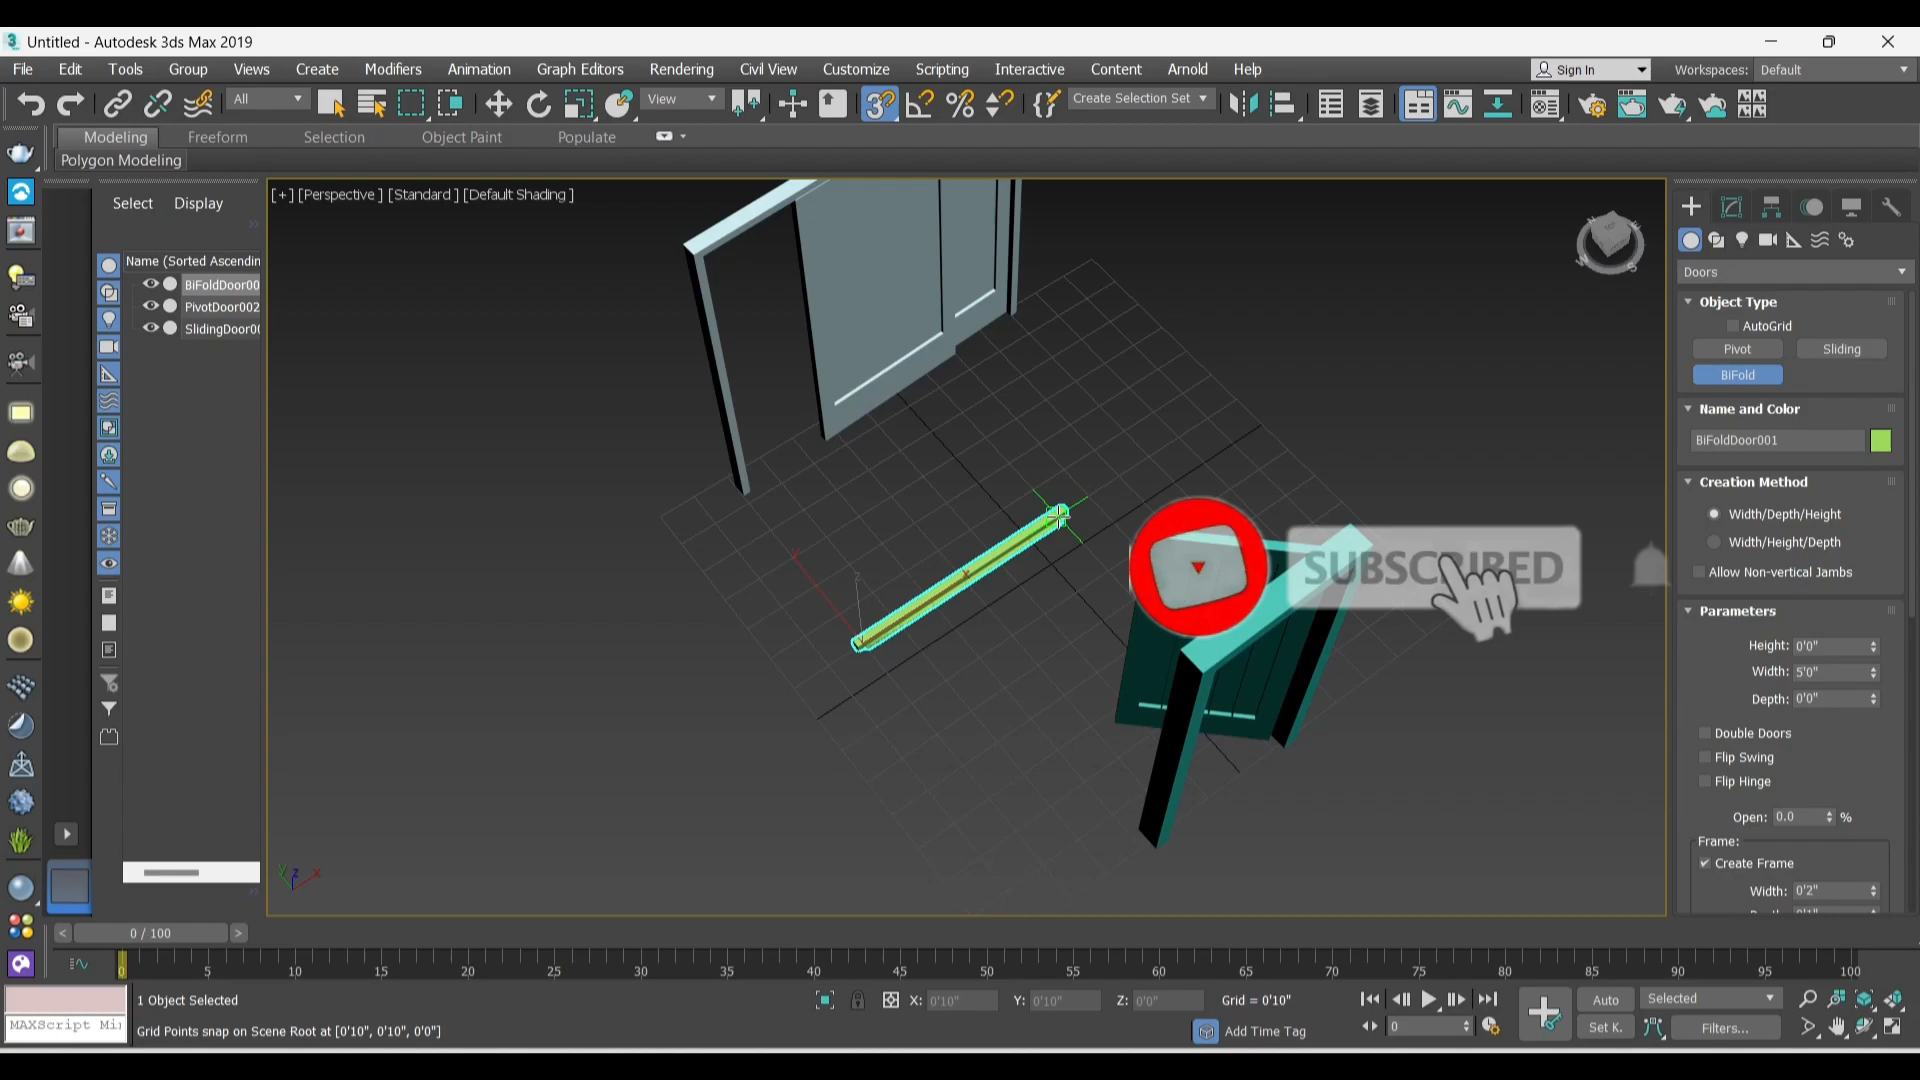 Untitled - Autodesk 3ds Max 2019
File Edit Tools Group Views Create Modifiers Animation Graph Editors Rendering Civil View Customize Scripting Interactive Content Arnold Help Sign In Workspaces: Default
All View Create Selection Set
Modeling Freeform Selection Object Paint Populate
Polygon Modeling
Select Display
[+] [Perspective ] [Standard ] [Default Shading ]
Name (Sorted Ascendin
BiFoldDoor00
PivotDoor002
SlidingDoor00
Doors
Object Type
AutoGrid
Pivot Sliding
BiFold
Name and Color
BiFoldDoor001
Creation Method
Width/Depth/Height
Width/Height/Depth
Allow Non-vertical Jambs
Parameters
Height: 0'0"
Width: 5'0"
Depth: 0'0"
Double Doors
Flip Swing
Flip Hinge
Open: 0.0 %
Frame:
Create Frame
Width: 0'2"
SUBSCRIBED
x
z
x
y z x
< 0 / 100 >
0 5 10 15 20 25 30 35 40 45 50 55 60 65 70 75 80 85 90 95 100
1 Object Selected X: 0'10" Y: 0'10" Z: 0'0" Grid = 0'10" Auto Selected
MAXScript Mi
Grid Points snap on Scene Root at [0'10", 0'10", 0'0"] Add Time Tag 0 Set K. Filters...